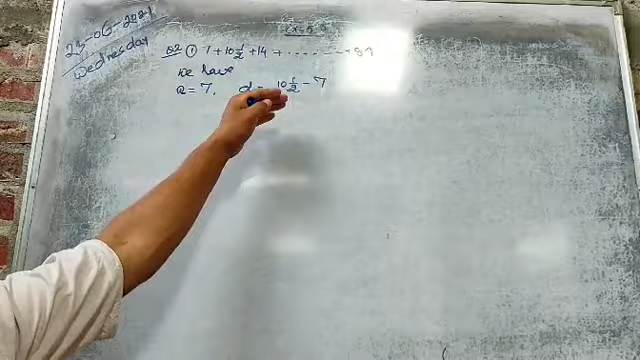 23-06-2021
Wednesday
Q2 ① 7 + 10½ + 14 + ........ + 84
We have
a = 7, d = 10½ - 7